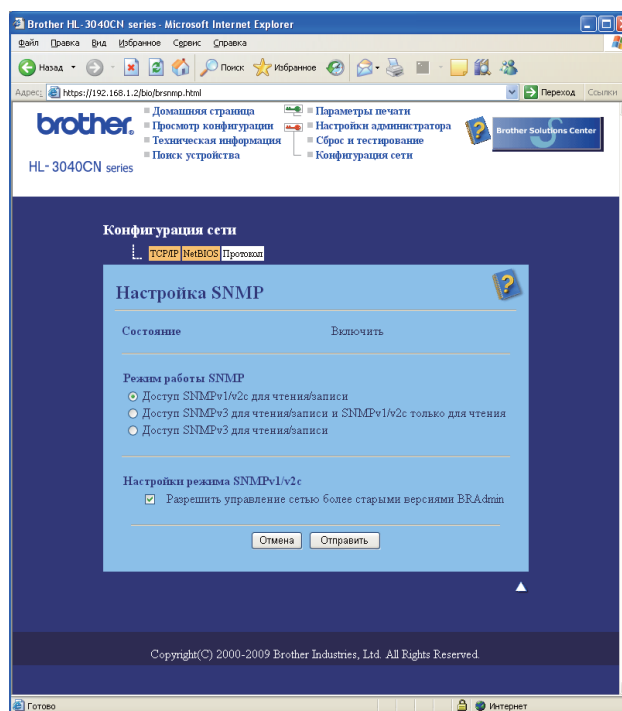 Brother HL-3040CN series - Microsoft Internet Explorer
Файл Правка Вид Избранное Сервис Справка
Назад Поиск Избранное
Адрес: https://192.168.1.2/bio/brsnmp.html Переход Ссылки
brother.
HL-3040CN series
Домашняя страница
Просмотр конфигурации
Техническая информация
Поиск устройства
Параметры печати
Настройки администратора
Сброс и тестирование
Конфигурация сети
Brother Solutions Center
Конфигурация сети
TCP/IP NetBIOS Протокол
Настройка SNMP
Состояние Включить
Режим работы SNMP
Доступ SNMPv1/v2c для чтения/записи
Доступ SNMPv3 для чтения/записи и SNMPv1/v2c только для чтения
Доступ SNMPv3 для чтения/записи
Настройки режима SNMPv1/v2c
Разрешить управление сетью более старыми версиями BRAdmin
Отмена Отправить
Copyright(C) 2000-2009 Brother Industries, Ltd. All Rights Reserved.
Готово Интернет